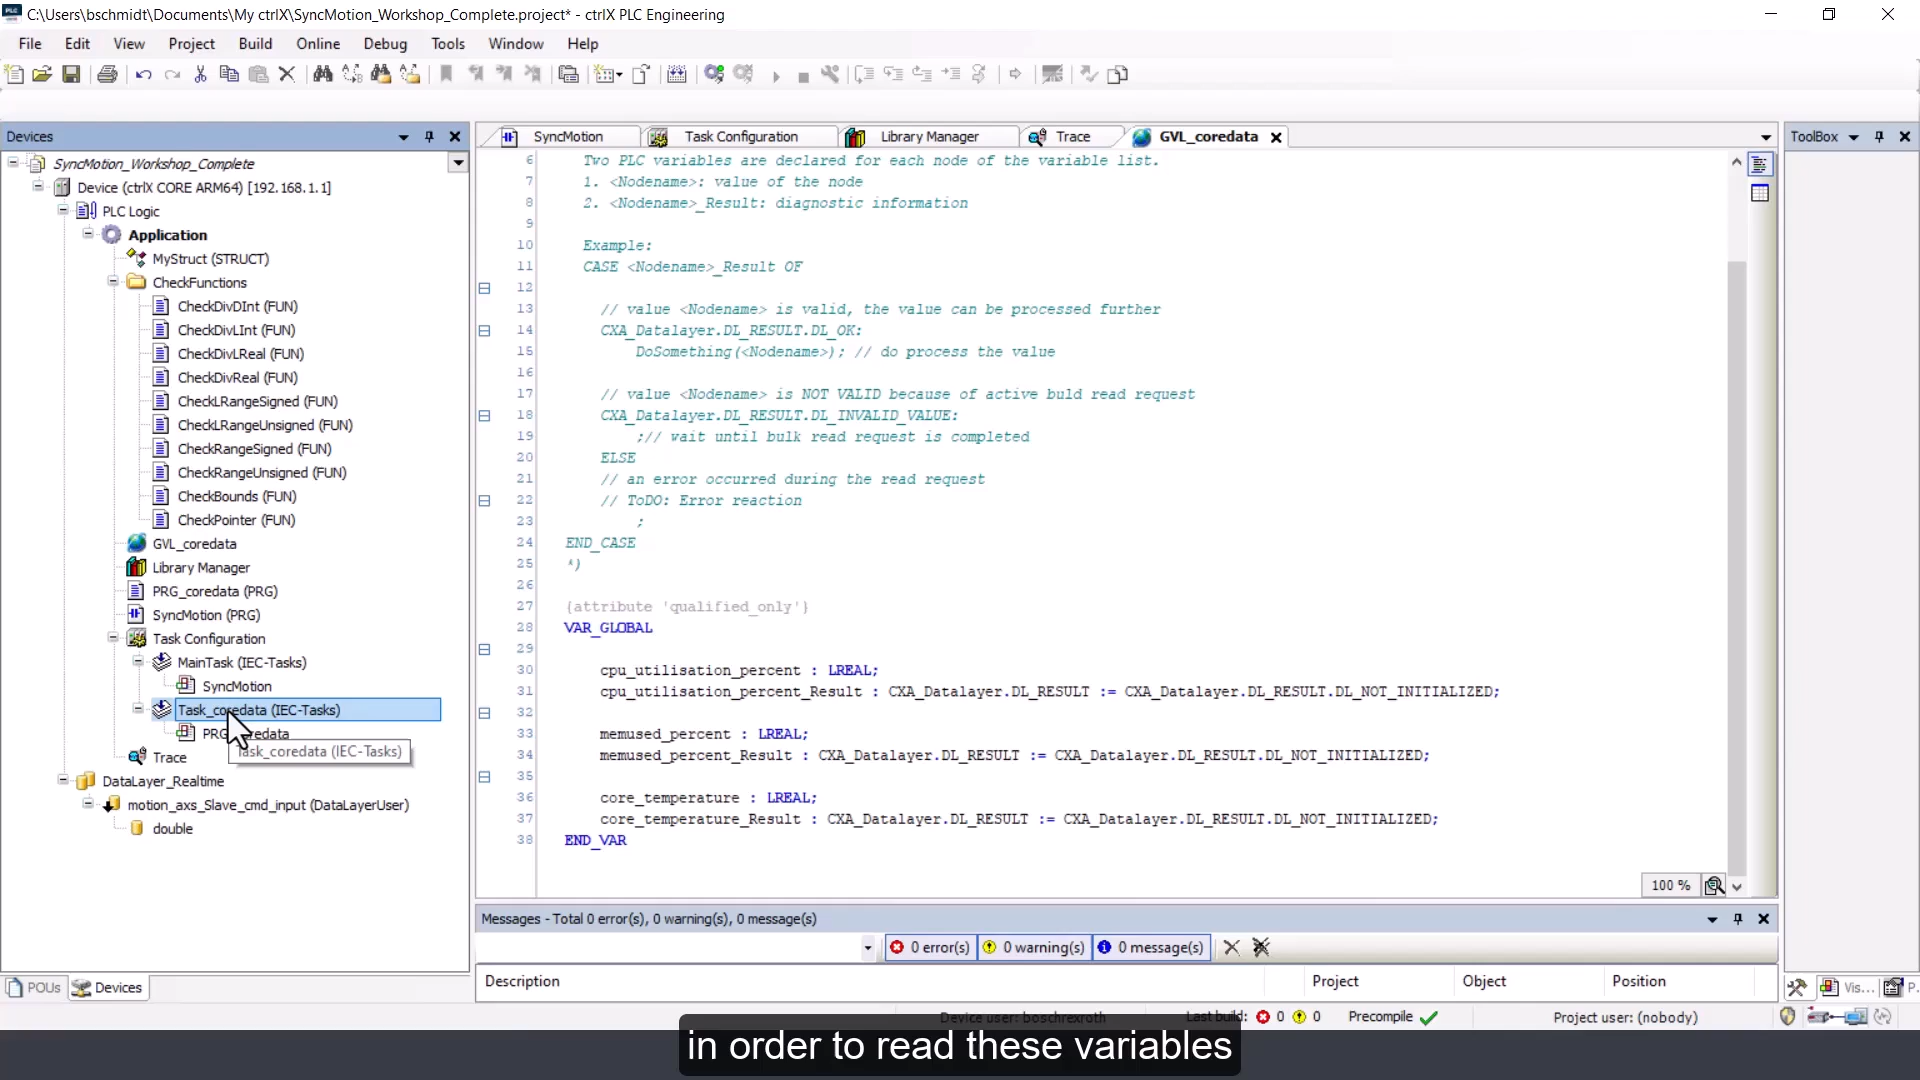 C:\Users\bschmidt\Documents\My ctrlX\SyncMotion_Workshop_Complete.project* - ctrlX PLC Engineering
File Edit View Project Build Online Debug Tools Window Help
Devices
SyncMotion_Workshop_Complete
Device (ctrlX CORE ARM64) [192.168.1.1]
PLC Logic
Application
MyStruct (STRUCT)
CheckFunctions
CheckDivDInt (FUN)
CheckDivLInt (FUN)
CheckDivLReal (FUN)
CheckDivReal (FUN)
CheckLRangeSigned (FUN)
CheckLRangeUnsigned (FUN)
CheckRangeSigned (FUN)
CheckRangeUnsigned (FUN)
CheckBounds (FUN)
CheckPointer (FUN)
GVL_coredata
Library Manager
PRG_coredata (PRG)
SyncMotion (PRG)
Task Configuration
MainTask (IEC-Tasks)
SyncMotion
Task_coredata (IEC-Tasks)
PRG_coredata
Task_coredata (IEC-Tasks)
Trace
DataLayer_Realtime
motion_axs_Slave_cmd_input (DataLayerUser)
double
POUs Devices
SyncMotion Task Configuration Library Manager Trace GVL_coredata
6 Two PLC variables are declared for each node of the variable list.
7 1. <Nodename>: value of the node
8 2. <Nodename>_Result: diagnostic information
9
10 Example:
11 CASE <Nodename>_Result OF
12
13 // value <Nodename> is valid, the value can be processed further
14 CXA_Datalayer.DL_RESULT.DL_OK:
15 DoSomething(<Nodename>); // do process the value
16
17 // value <Nodename> is NOT VALID because of active buld read request
18 CXA_Datalayer.DL_RESULT.DL_INVALID_VALUE:
19 ;// wait until bulk read request is completed
20 ELSE
21 // an error occurred during the read request
22 // ToDO: Error reaction
23 ;
24 END_CASE
25 *)
26
27 {attribute 'qualified_only'}
28 VAR_GLOBAL
29
30 cpu_utilisation_percent : LREAL;
31 cpu_utilisation_percent_Result : CXA_Datalayer.DL_RESULT := CXA_Datalayer.DL_RESULT.DL_NOT_INITIALIZED;
32
33 memused_percent : LREAL;
34 memused_percent_Result : CXA_Datalayer.DL_RESULT := CXA_Datalayer.DL_RESULT.DL_NOT_INITIALIZED;
35
36 core_temperature : LREAL;
37 core_temperature_Result : CXA_Datalayer.DL_RESULT := CXA_Datalayer.DL_RESULT.DL_NOT_INITIALIZED;
38 END_VAR
100 %
ToolBox
Messages - Total 0 error(s), 0 warning(s), 0 message(s)
0 error(s) 0 warning(s) 0 message(s)
Description Project Object Position
Vis... P...
Device user: boschrexroth Last build: 0 0 Precompile Project user: (nobody)
in order to read these variables